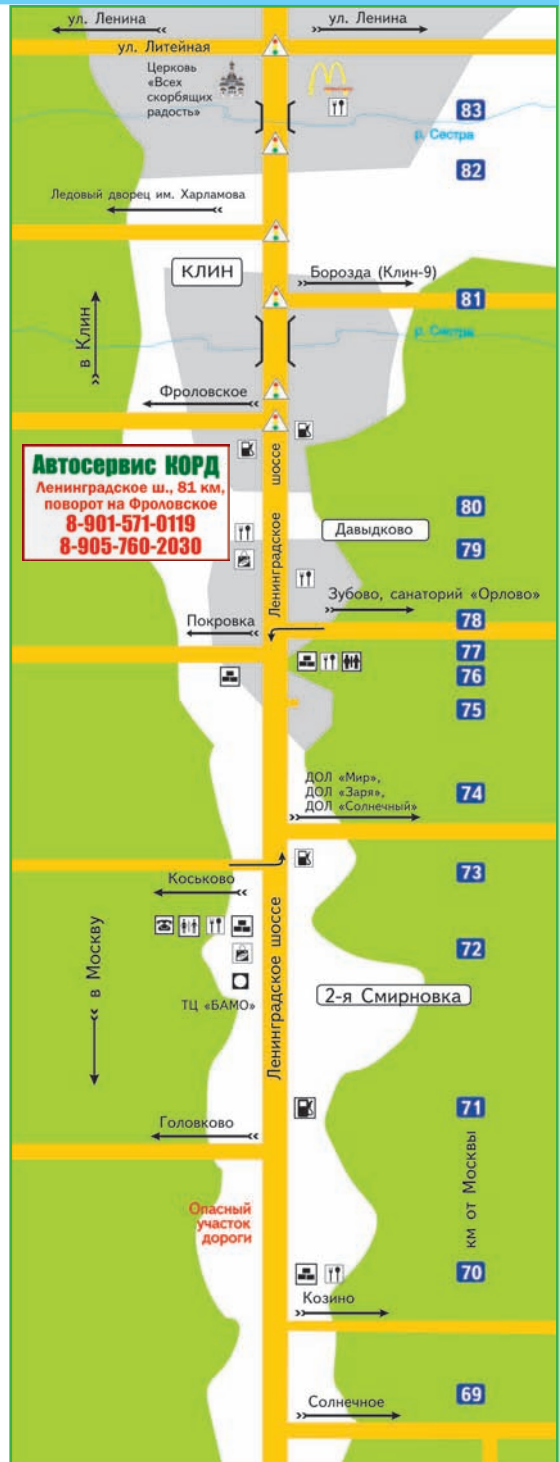 ул. Ленина
ул. Ленина
ул. Литейная
Церковь
«Всех
скорбящих
радость»
83
р. Сестра
82
Ледовый дворец им. Харламова
КЛИН
Борозда (Клин-9)
81
в Клин
р. Сестра
Фроловское
Ленинградское шоссе
Автосервис КОРД
Ленинградское ш., 81 км,
поворот на Фроловское
8-901-571-0119
8-905-760-2030
80
Давыдково
79
Зубово, санаторий «Орлово»
Покровка
78
77
76
75
ДОЛ «Мир»,
ДОЛ «Заря»,
ДОЛ «Солнечный»
74
73
Коськово
72
в Москву
ТЦ «БАМО»
Ленинградское шоссе
2-я Смирновка
71
Головково
км от Москвы
Опасный
участок
дороги
70
Козино
69
Солнечное